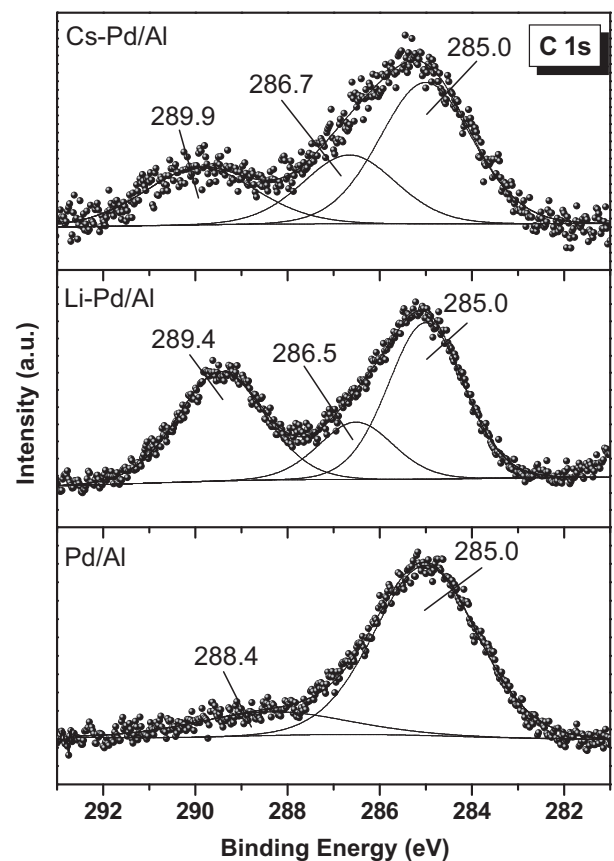 Cs-Pd/Al
C 1s
285.0
286.7
289.9
Li-Pd/Al
285.0
289.4
286.5
Pd/Al
285.0
288.4
Intensity (a.u.)
292 290 288 286 284 282
Binding Energy (eV)